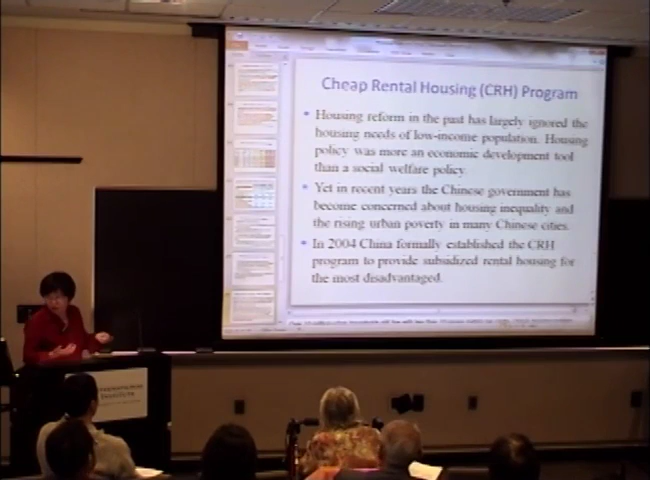 Cheap Rental Housing (CRH) Program
• Housing reform in the past has largely ignored the
housing needs of low-income population. Housing
policy was more an economic development tool
than a social welfare policy.
• Yet in recent years the Chinese government has
become concerned about housing inequality and
the rising urban poverty in many Chinese cities.
• In 2004 China formally established the CRH
program to provide subsidized rental housing for
the most disadvantaged.
INSTITUTE